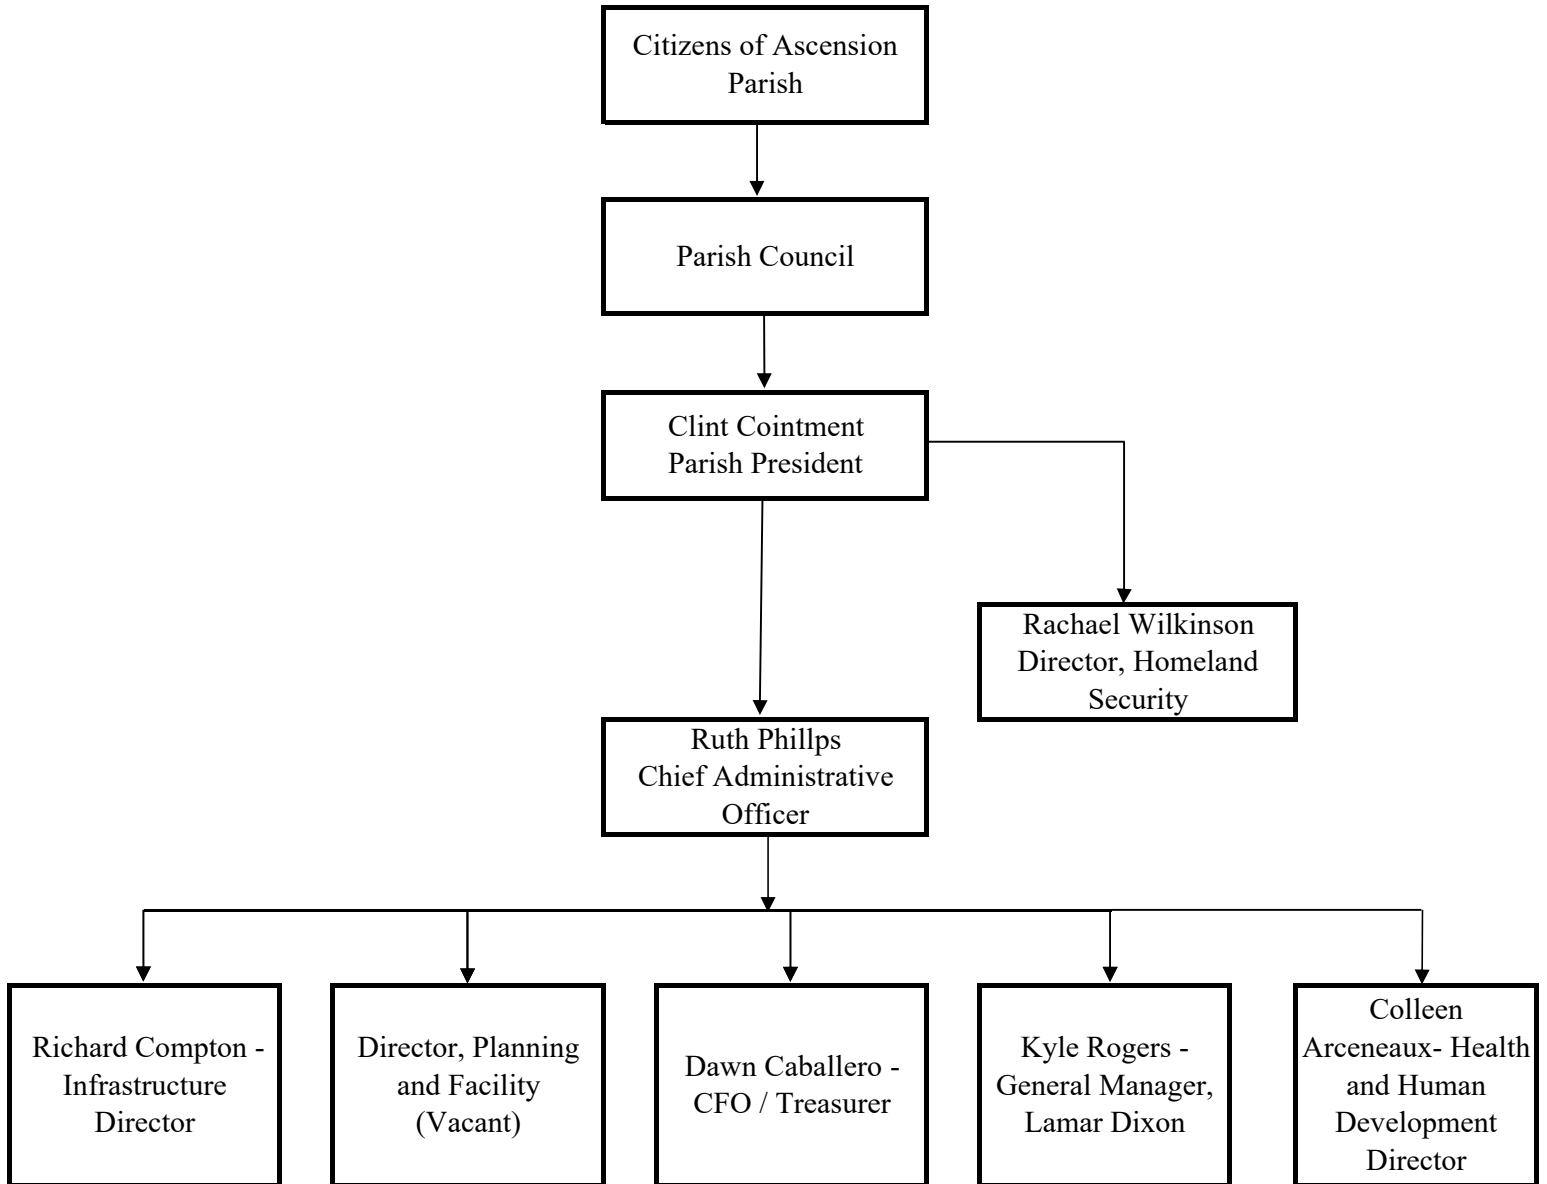 Citizens of Ascension
Parish
Parish Council
Clint Cointment
Parish President
Rachael Wilkinson
Director, Homeland
Security
Ruth Phillps
Chief Administrative
Officer
Richard Compton -
Infrastructure
Director
Director, Planning
and Facility
(Vacant)
Dawn Caballero -
CFO / Treasurer
Kyle Rogers -
General Manager,
Lamar Dixon
Colleen
Arceneaux- Health
and Human
Development
Director